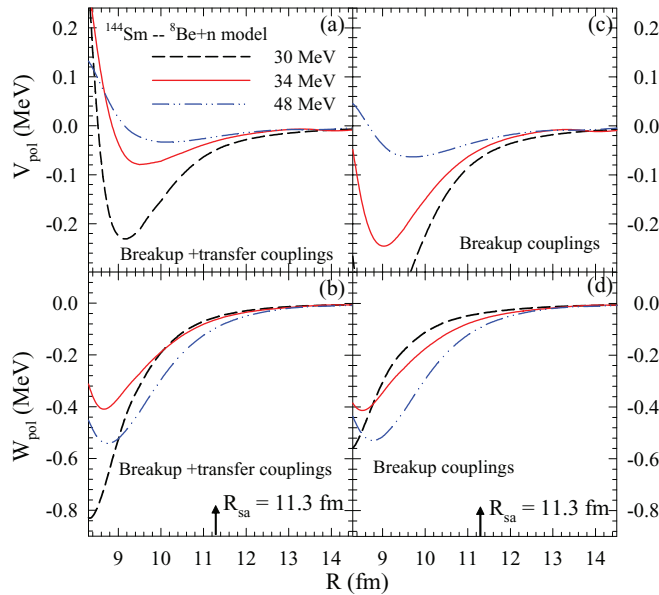 (a)
¹⁴⁴Sm -- ⁸Be+n model
30 MeV
34 MeV
48 MeV
V_pol (MeV)
0.2
0.1
0.0
-0.1
-0.2
Breakup +transfer couplings
(c)
Breakup couplings
0.2
0.1
0.0
-0.1
-0.2
(b)
W_pol (MeV)
0.0
-0.2
-0.4
-0.6
-0.8
Breakup +transfer couplings
R_sa = 11.3 fm
(d)
Breakup couplings
R_sa = 11.3 fm
0.0
-0.2
-0.4
-0.6
-0.8
9 10 11 12 13 14
9 10 11 12 13 14
R (fm)